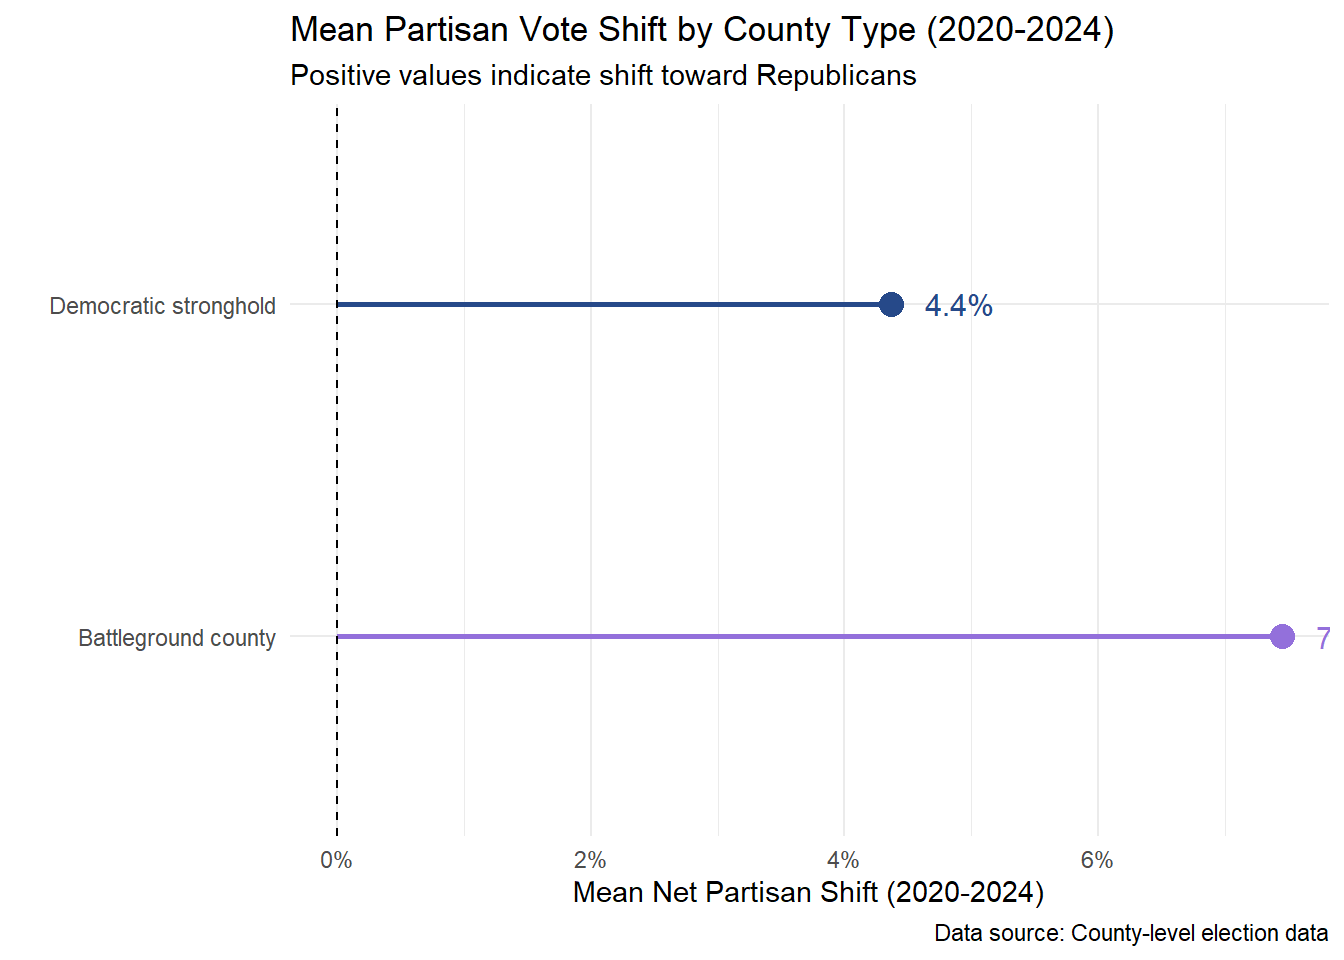 Mean Partisan Vote Shift by County Type (2020-2024)
Positive values indicate shift toward Republicans
Democratic stronghold
4.4%
Battleground county
7
0%
2%
4%
6%
Mean Net Partisan Shift (2020-2024)
Data source: County-level election data